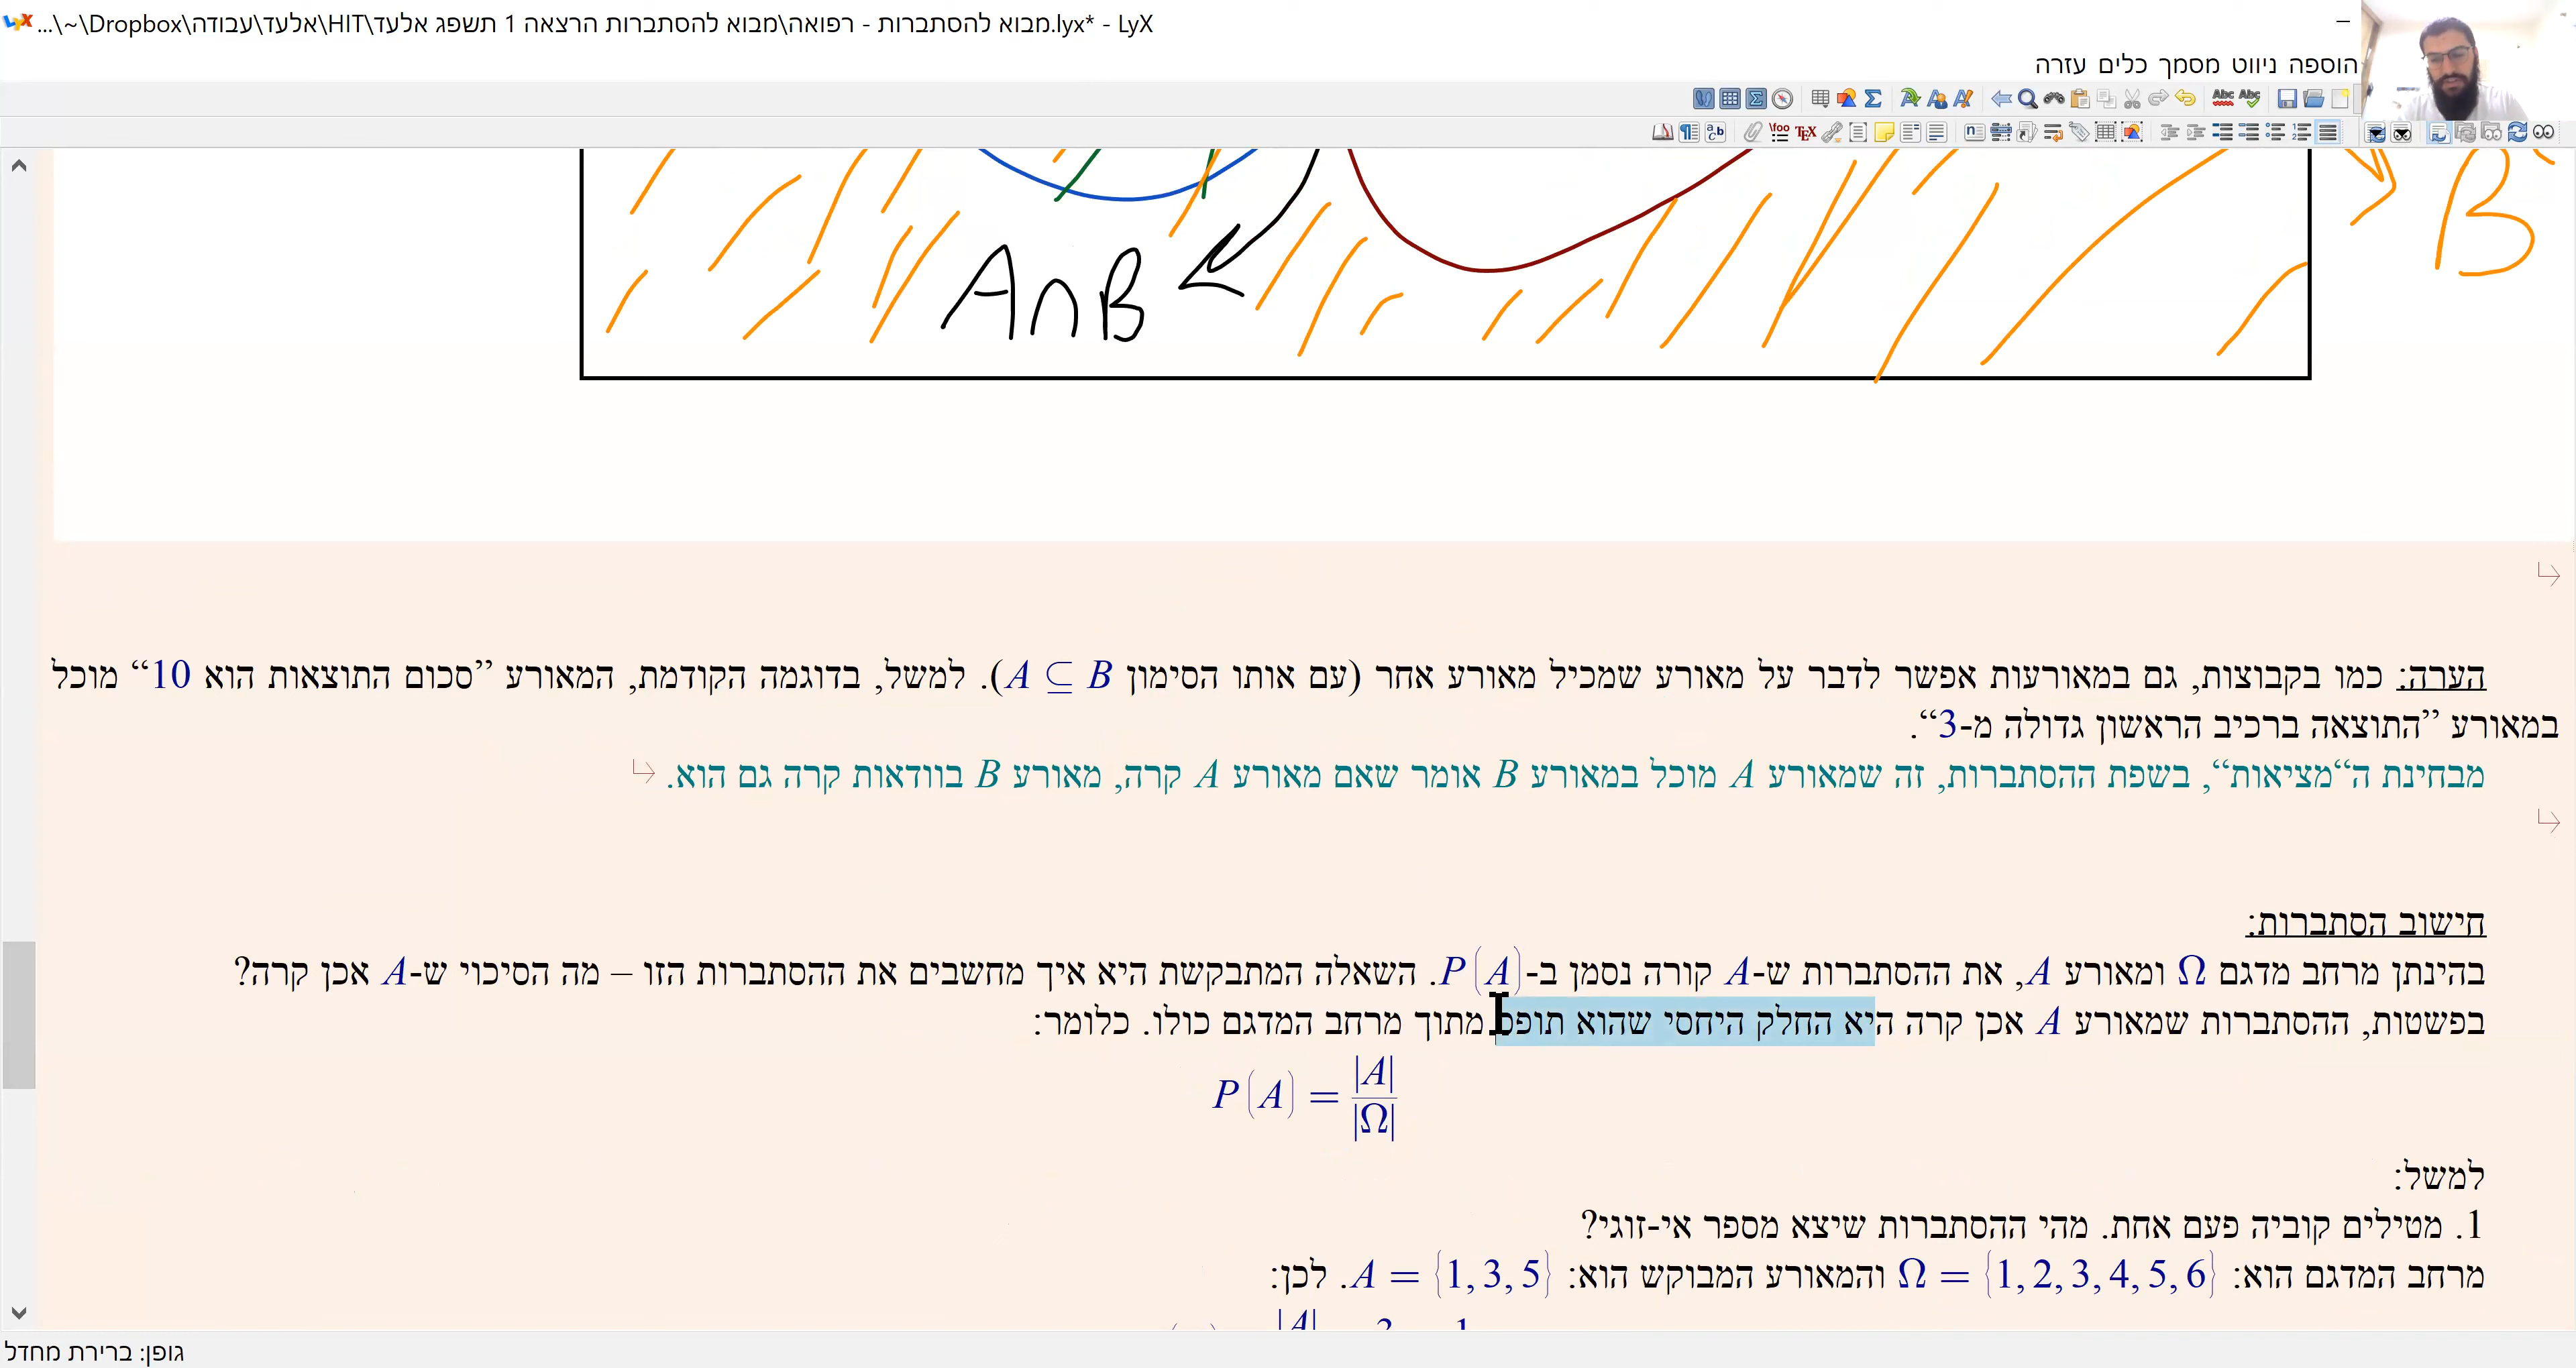 ...\~\Dropbox\אלעד\עבודה\HIT\מבוא להסתברות - רפואה\מבוא להסתברות הרצאה 1 תשפג אלעד.lyx* - LyX
הוספה ניווט מסמך כלים עזרה
B
A∩B
הערה: כמו בקבוצות, גם במאורעות אפשר לדבר על מאורע שמכיל מאורע אחר (עם אותו הסימון A ⊆ B). למשל, בדוגמה הקודמת, המאורע ”סכום התוצאות הוא 10“ מוכל
במאורע ”התוצאה ברכיב הראשון גדולה מ-3“.
מבחינת ה“מציאות“, בשפת ההסתברות, זה שמאורע A מוכל במאורע B אומר שאם מאורע A קרה, מאורע B בוודאות קרה גם הוא.
חישוב הסתברות:
בהינתן מרחב מדגם Ω ומאורע A, את ההסתברות ש-A קורה נסמן ב-P(A). השאלה המתבקשת היא איך מחשבים את ההסתברות הזו – מה הסיכוי ש-A אכן קרה?
בפשטות, ההסתברות שמאורע A אכן קרה היא החלק היחסי שהוא תופס מתוך מרחב המדגם כולו. כלומר:
P(A) = |A| / |Ω|
למשל:
1. מטילים קוביה פעם אחת. מהי ההסתברות שיצא מספר אי-זוגי?
מרחב המדגם הוא: Ω = {1, 2, 3, 4, 5, 6} והמאורע המבוקש הוא: A = {1, 3, 5}. לכן:
גופן: ברירת מחדל